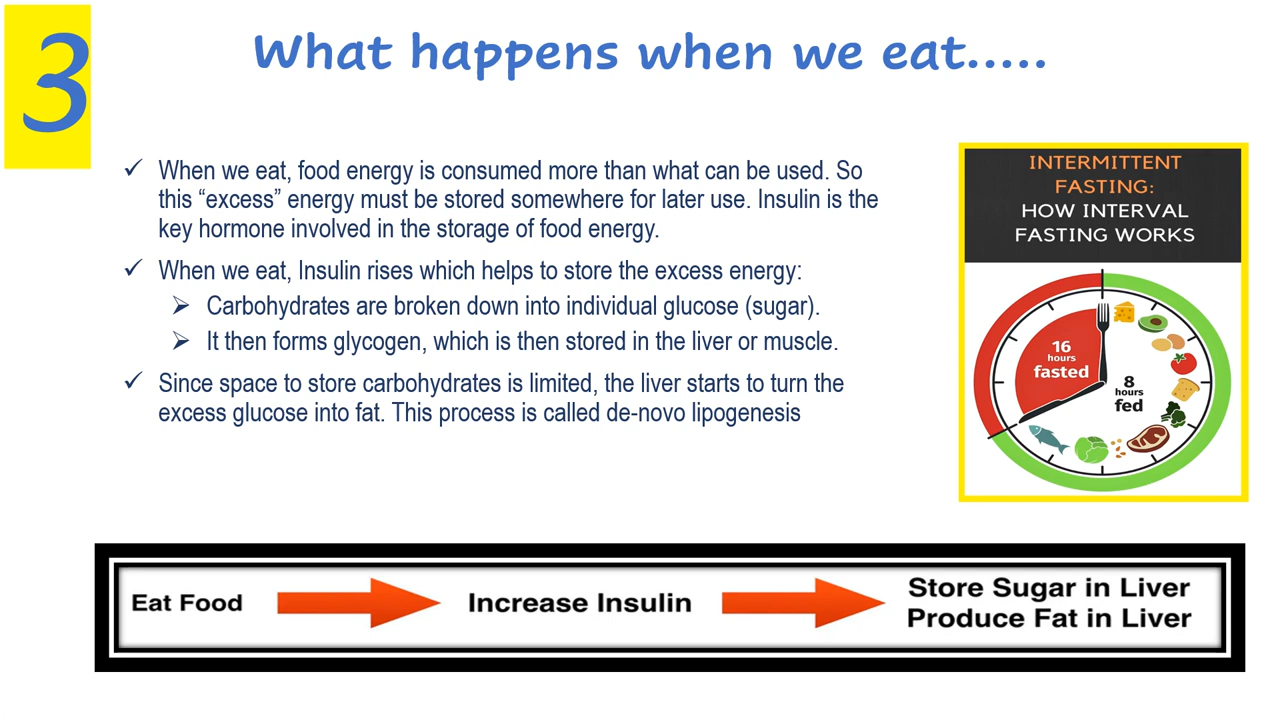 3
What happens when we eat.....
✓ When we eat, food energy is consumed more than what can be used. So
this “excess” energy must be stored somewhere for later use. Insulin is the
key hormone involved in the storage of food energy.
✓ When we eat, Insulin rises which helps to store the excess energy:
➢ Carbohydrates are broken down into individual glucose (sugar).
➢ It then forms glycogen, which is then stored in the liver or muscle.
✓ Since space to store carbohydrates is limited, the liver starts to turn the
excess glucose into fat. This process is called de-novo lipogenesis
INTERMITTENT
FASTING:
HOW INTERVAL
FASTING WORKS
16
hours
fasted
8
hours
fed
Eat Food
Increase Insulin
Store Sugar in Liver
Produce Fat in Liver